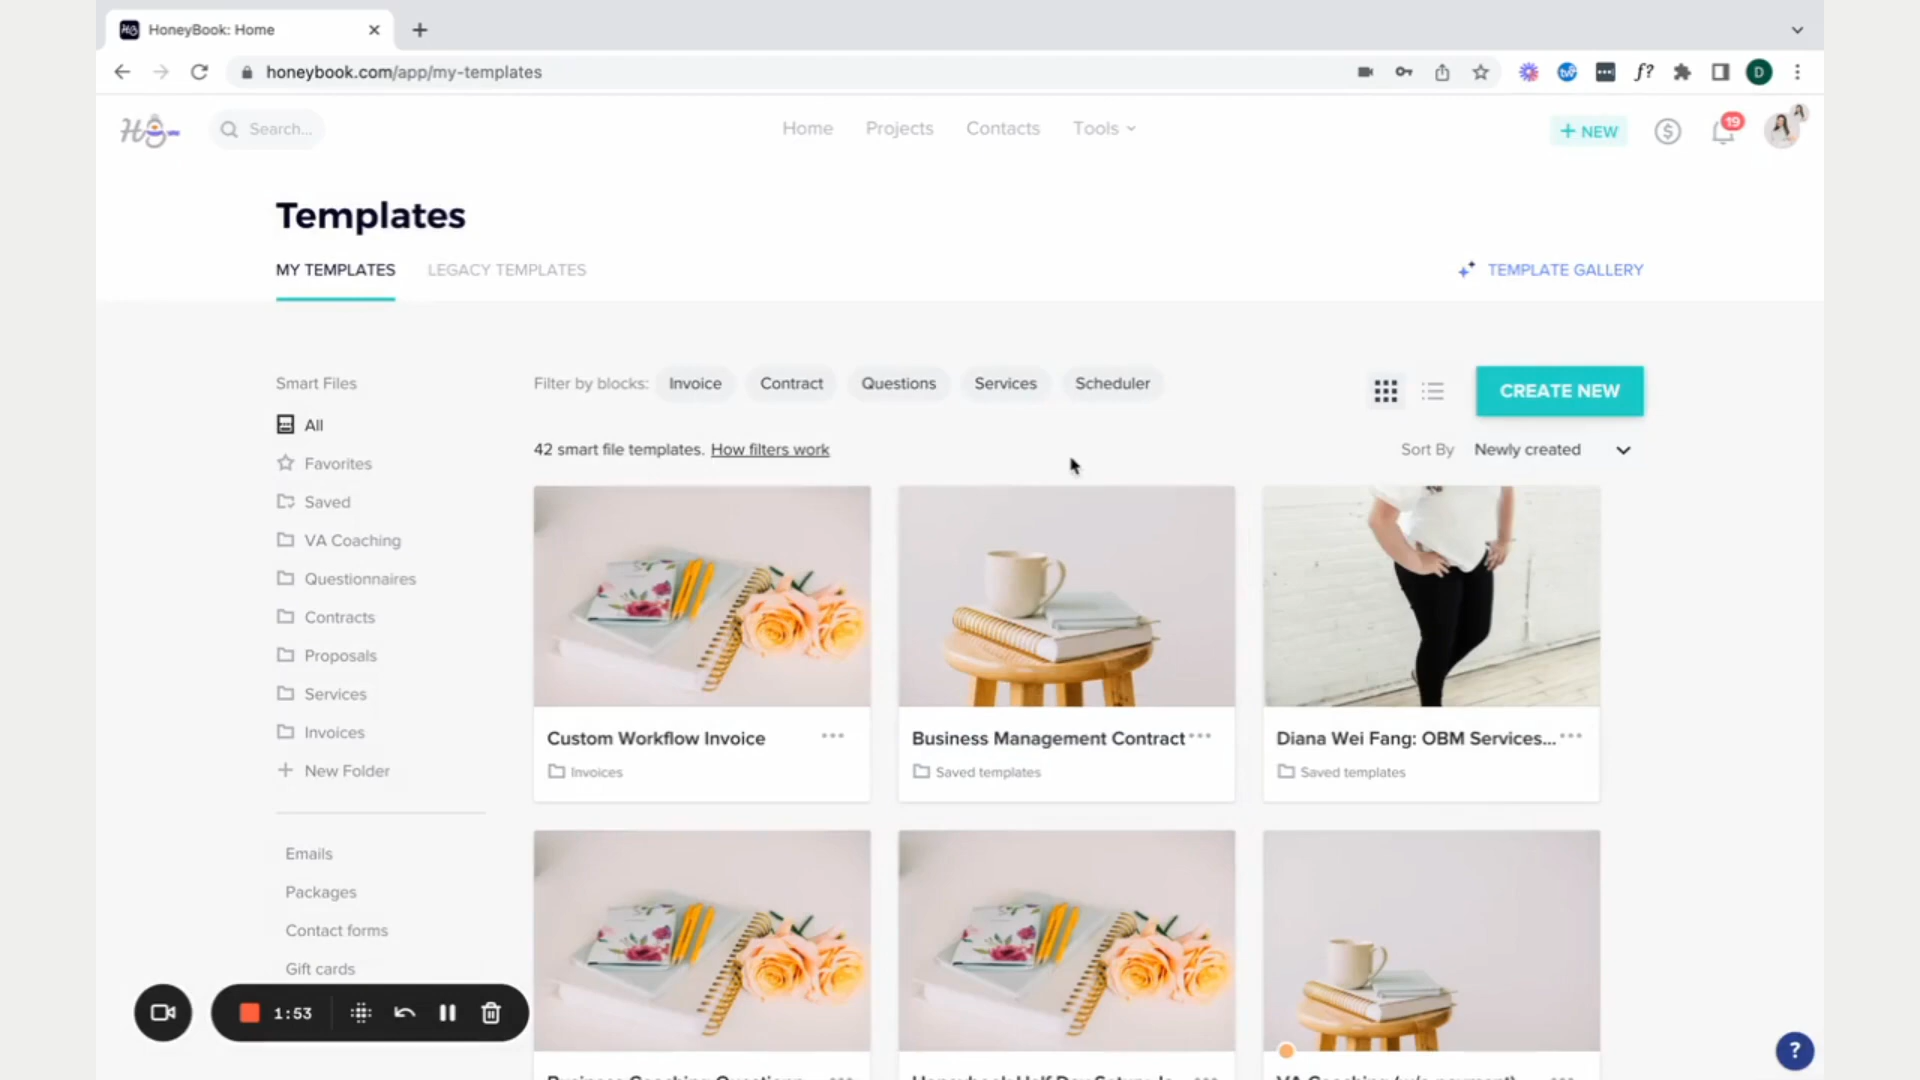 HoneyBook: Home
honeybook.com/app/my-templates
f?
D
Search...
Home
Projects
Contacts
Tools
+ NEW
19
Templates
MY TEMPLATES
LEGACY TEMPLATES
TEMPLATE GALLERY
Smart Files
All
Favorites
Saved
VA Coaching
Questionnaires
Contracts
Proposals
Services
Invoices
New Folder
Emails
Packages
Contact forms
Gift cards
Filter by blocks:
Invoice
Contract
Questions
Services
Scheduler
CREATE NEW
42 smart file templates. How filters work
Sort By
Newly created
Custom Workflow Invoice
Invoices
Business Management Contract
Saved templates
Diana Wei Fang: OBM Services...
Saved templates
1:53
?